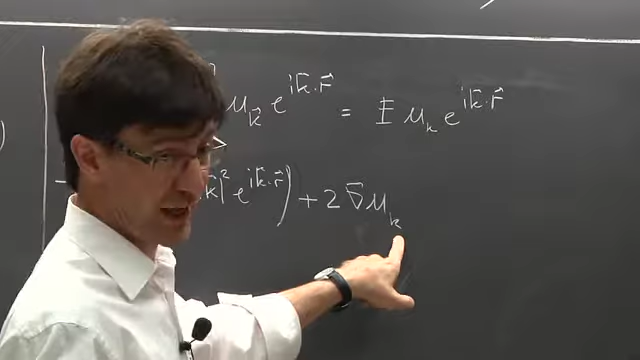 ) u_k⃗ e^{ik⃗·r⃗} = E u_k e^{ik⃗·r⃗}
k⃗|² e^{ik⃗·r⃗}) + 2 ∇⃗u_k